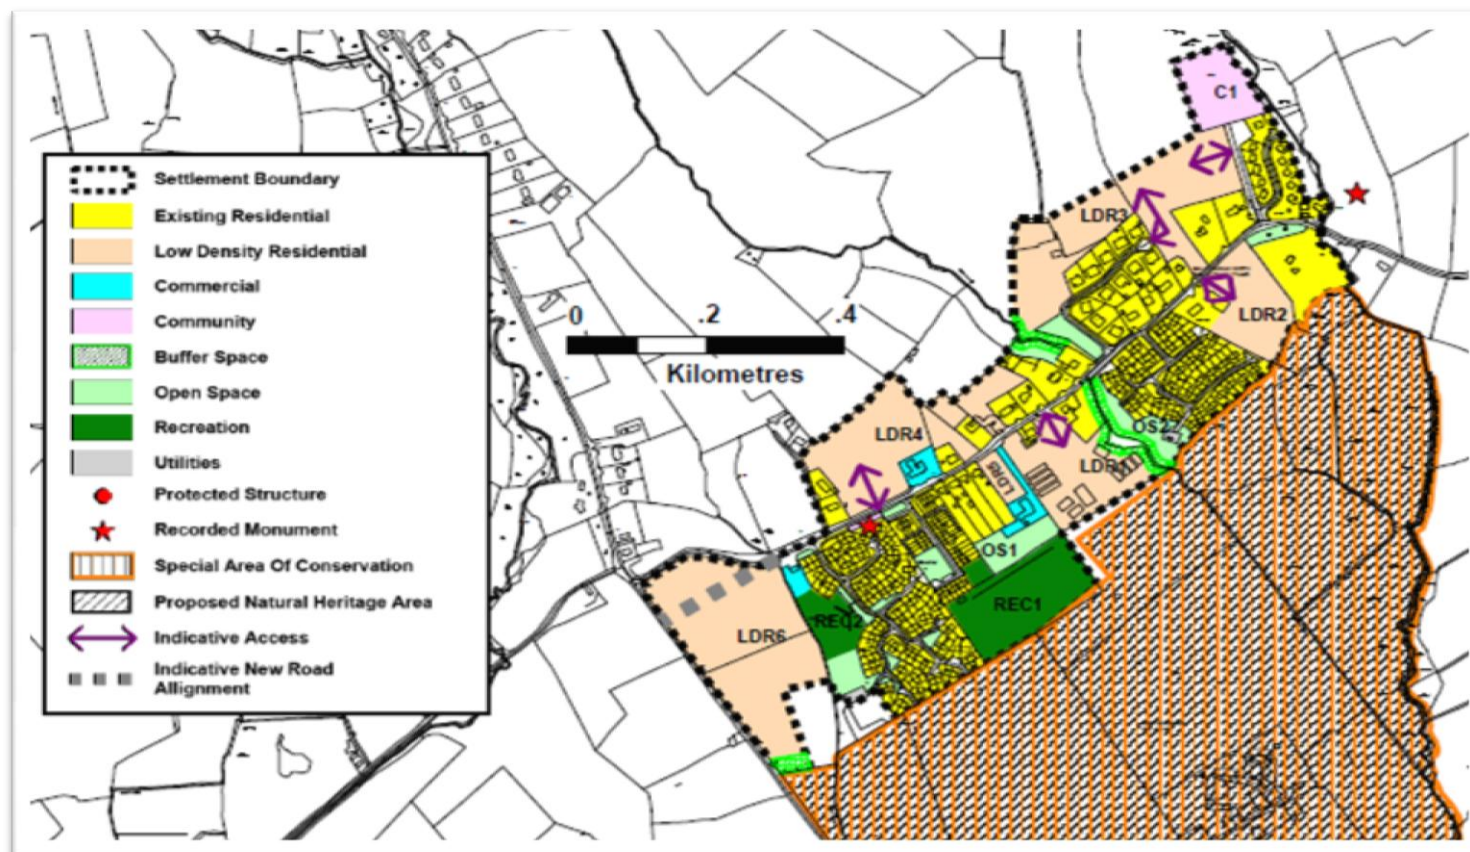 C1
Settlement Boundary
Existing Residential
Low Density Residential
Commercial
Community
Buffer Space
Open Space
Recreation
Utilities
Protected Structure
Recorded Monument
Special Area Of Conservation
Proposed Natural Heritage Area
Indicative Access
Indicative New Road
Allignment
0 .2 .4
Kilometres
LDR3
LDR2
LDR4
OS2
LDR5
OS1
REC1
REC2
LDR6